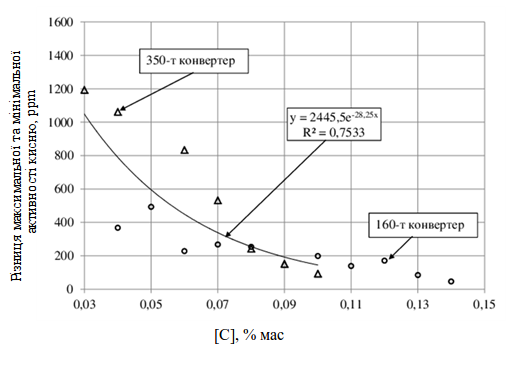 Різниця максимальної та мінімальної
активності кисню, ppm
1600
1400
1200
1000
800
600
400
200
0
350-т конвертер
y = 2445,5e-28,25x
R² = 0,7533
160-т конвертер
0,03 0,05 0,07 0,09 0,11 0,13 0,15
[C], % мас